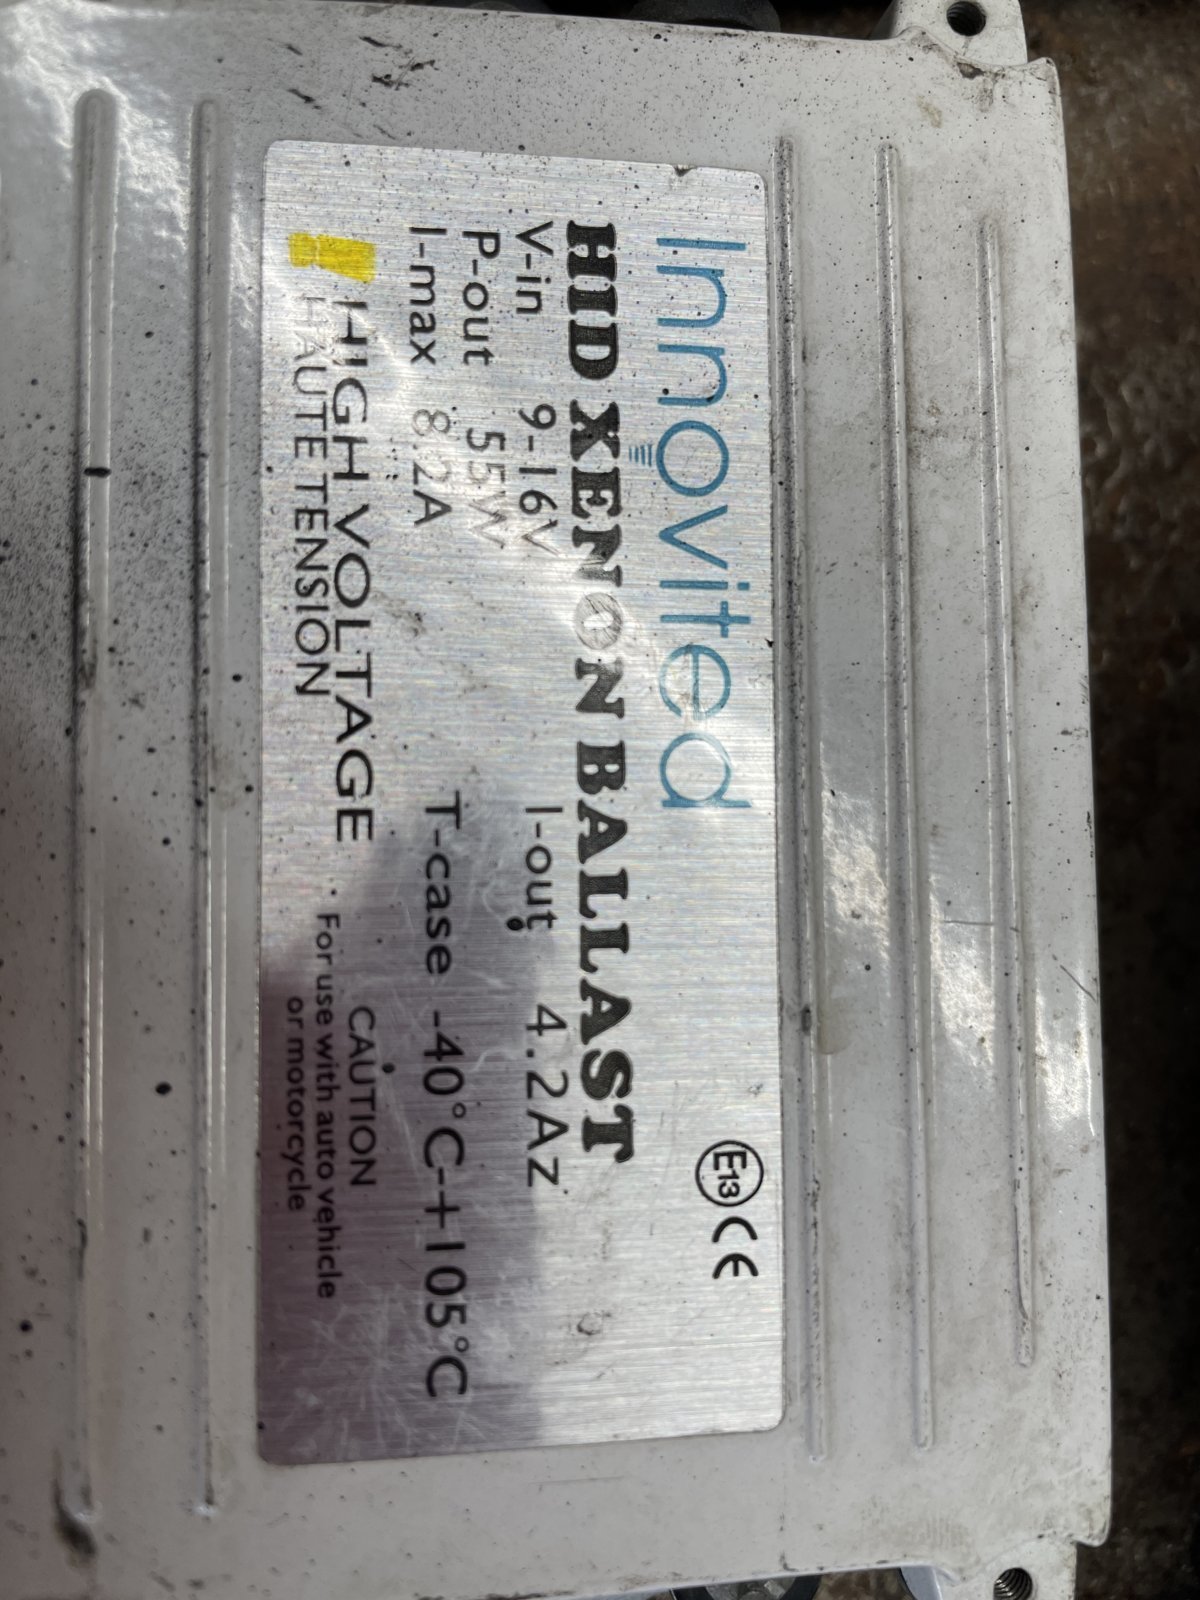 Innovited
E13 CE
HID XENON BALLAST
V-in 9-16V I-out 4.2Az
P-out 55W
I-max 8.2A T-case -40°C-+105°C
HIGH VOLTAGE
HAUTE TENSION
CAUTION
For use with auto vehicle
or motorcycle